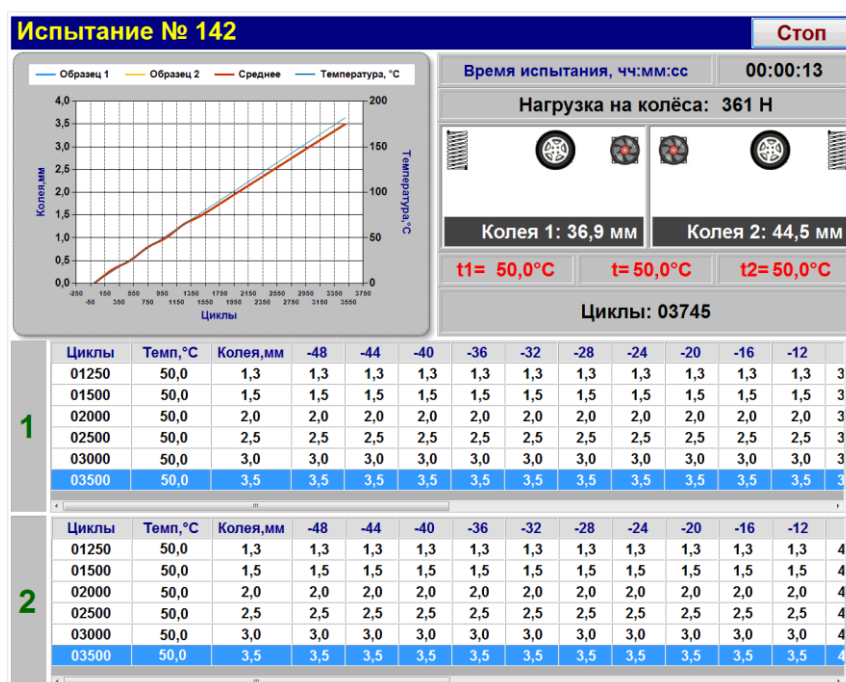 Испытание № 142
Стоп
Образец 1 Образец 2 Среднее Температура, °C
4,0
3,5
3,0
2,5
2,0
1,5
1,0
0,5
0,0
Колея,мм
200
150
100
50
0
Температура,°C
-250 150 550 950 1350 1750 2150 2550 2950 3350 3750
-50 350 750 1150 1550 1950 2350 2750 3150 3550
Циклы
Время испытания, чч:мм:сс 00:00:13
Нагрузка на колёса: 361 Н
Колея 1: 36,9 мм Колея 2: 44,5 мм
t1= 50,0°C t= 50,0°C t2= 50,0°C
Циклы: 03745
1
Циклы Темп,°C Колея,мм -48 -44 -40 -36 -32 -28 -24 -20 -16 -12
01250 50,0 1,3 1,3 1,3 1,3 1,3 1,3 1,3 1,3 1,3 1,3 1,3 3
01500 50,0 1,5 1,5 1,5 1,5 1,5 1,5 1,5 1,5 1,5 1,5 1,5 3
02000 50,0 2,0 2,0 2,0 2,0 2,0 2,0 2,0 2,0 2,0 2,0 2,0 3
02500 50,0 2,5 2,5 2,5 2,5 2,5 2,5 2,5 2,5 2,5 2,5 2,5 3
03000 50,0 3,0 3,0 3,0 3,0 3,0 3,0 3,0 3,0 3,0 3,0 3,0 3
03500 50,0 3,5 3,5 3,5 3,5 3,5 3,5 3,5 3,5 3,5 3,5 3,5 3
2
Циклы Темп,°C Колея,мм -48 -44 -40 -36 -32 -28 -24 -20 -16 -12
01250 50,0 1,3 1,3 1,3 1,3 1,3 1,3 1,3 1,3 1,3 1,3 1,3 4
01500 50,0 1,5 1,5 1,5 1,5 1,5 1,5 1,5 1,5 1,5 1,5 1,5 4
02000 50,0 2,0 2,0 2,0 2,0 2,0 2,0 2,0 2,0 2,0 2,0 2,0 4
02500 50,0 2,5 2,5 2,5 2,5 2,5 2,5 2,5 2,5 2,5 2,5 2,5 4
03000 50,0 3,0 3,0 3,0 3,0 3,0 3,0 3,0 3,0 3,0 3,0 3,0 4
03500 50,0 3,5 3,5 3,5 3,5 3,5 3,5 3,5 3,5 3,5 3,5 3,5 4